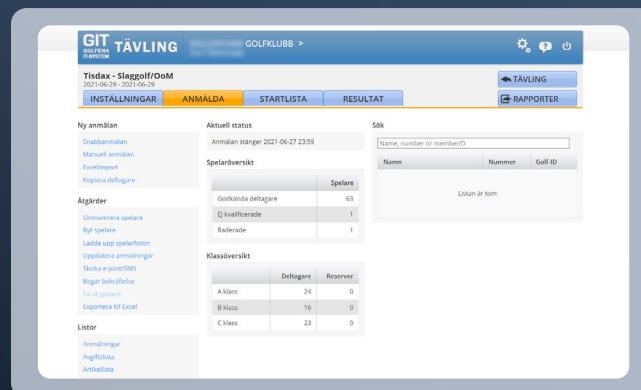 GIT
GOLFENS
IT-SYSTEM
TÄVLING
GOLFKLUBB >
Tisdax - Slaggolf/OoM
2021-06-29 - 2021-06-29
TÄVLING
INSTÄLLNINGAR ANMÄLDA STARTLISTA RESULTAT
RAPPORTER
Ny anmälan
Snabbanmälan
Manuell anmälan
Excelimport
Kopiera deltagare
Åtgärder
Omnumrera spelare
Byt spelare
Ladda upp spelarfoton
Uppdatera anmälningar
Skicka e-post/SMS
Begär bekräftelse
Ta ut spelare
Exportera till Excel
Listor
Anmälningar
Avgiftslista
Artikellista
Aktuell status
Anmälan stänger 2021-06-27 23:59
Spelaröversikt
Spelare
Godkända deltagare 63
Ej kvalificerade 1
Raderade 1
Klassöversikt
Deltagare Reserver
A klass 24 0
B klass 16 0
C klass 23 0
Sök
Name, number or memberID
Namn Nummer Golf-ID
Listan är tom